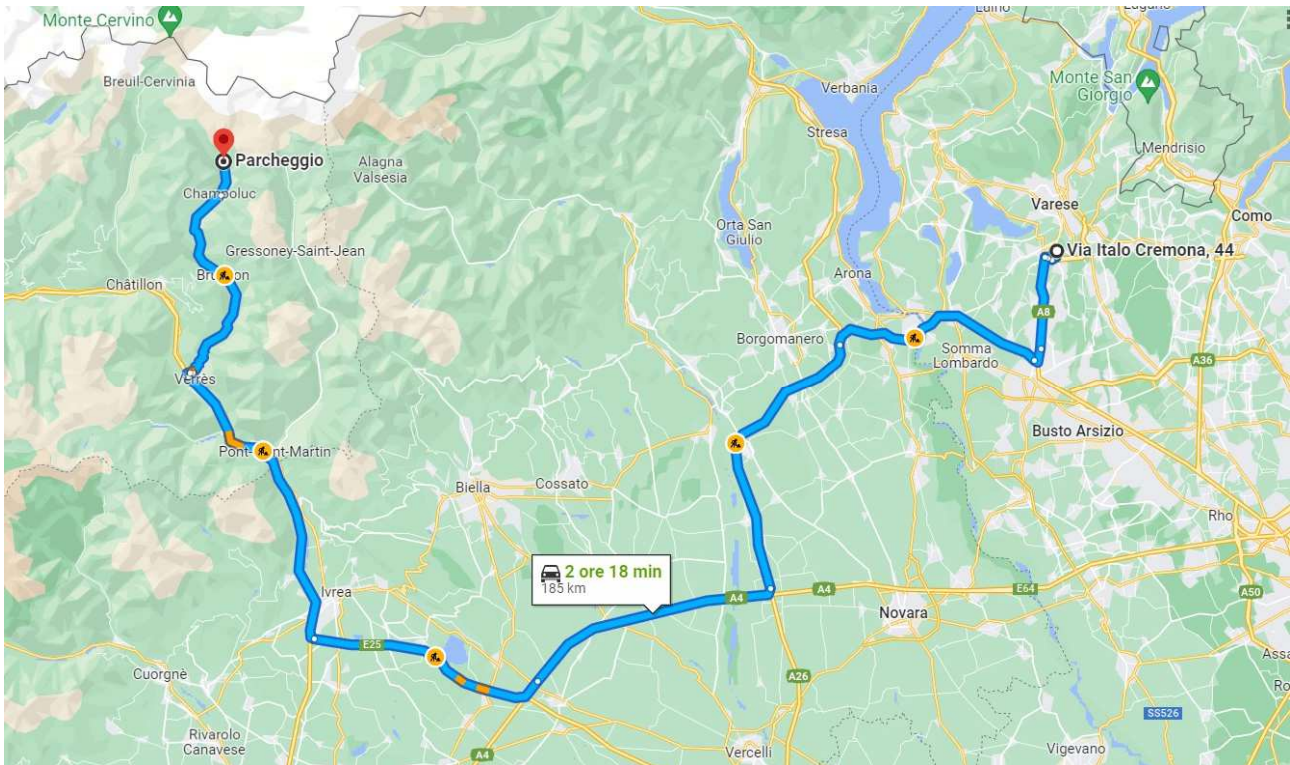 Monte Cervino
Luino
Lugano
Breuil-Cervinia
Verbania
Monte San
Giorgio
Stresa
Parcheggio
Alagna
Valsesia
Mendrisio
Champoluc
Varese
Como
Orta San
Giulio
Via Italo Cremona, 44
Gressoney-Saint-Jean
Arona
Châtillon
A8
Borgomanero
Somma
Lombardo
A36
Verrès
Busto Arsizio
Biella
Cossato
Rho
2 ore 18 min
185 km
Ivrea
A4
A4
E64
A50
Novara
E25
Cuorgnè
A26
SS526
Rivarolo
Canavese
A4
Vercelli
Vigevano